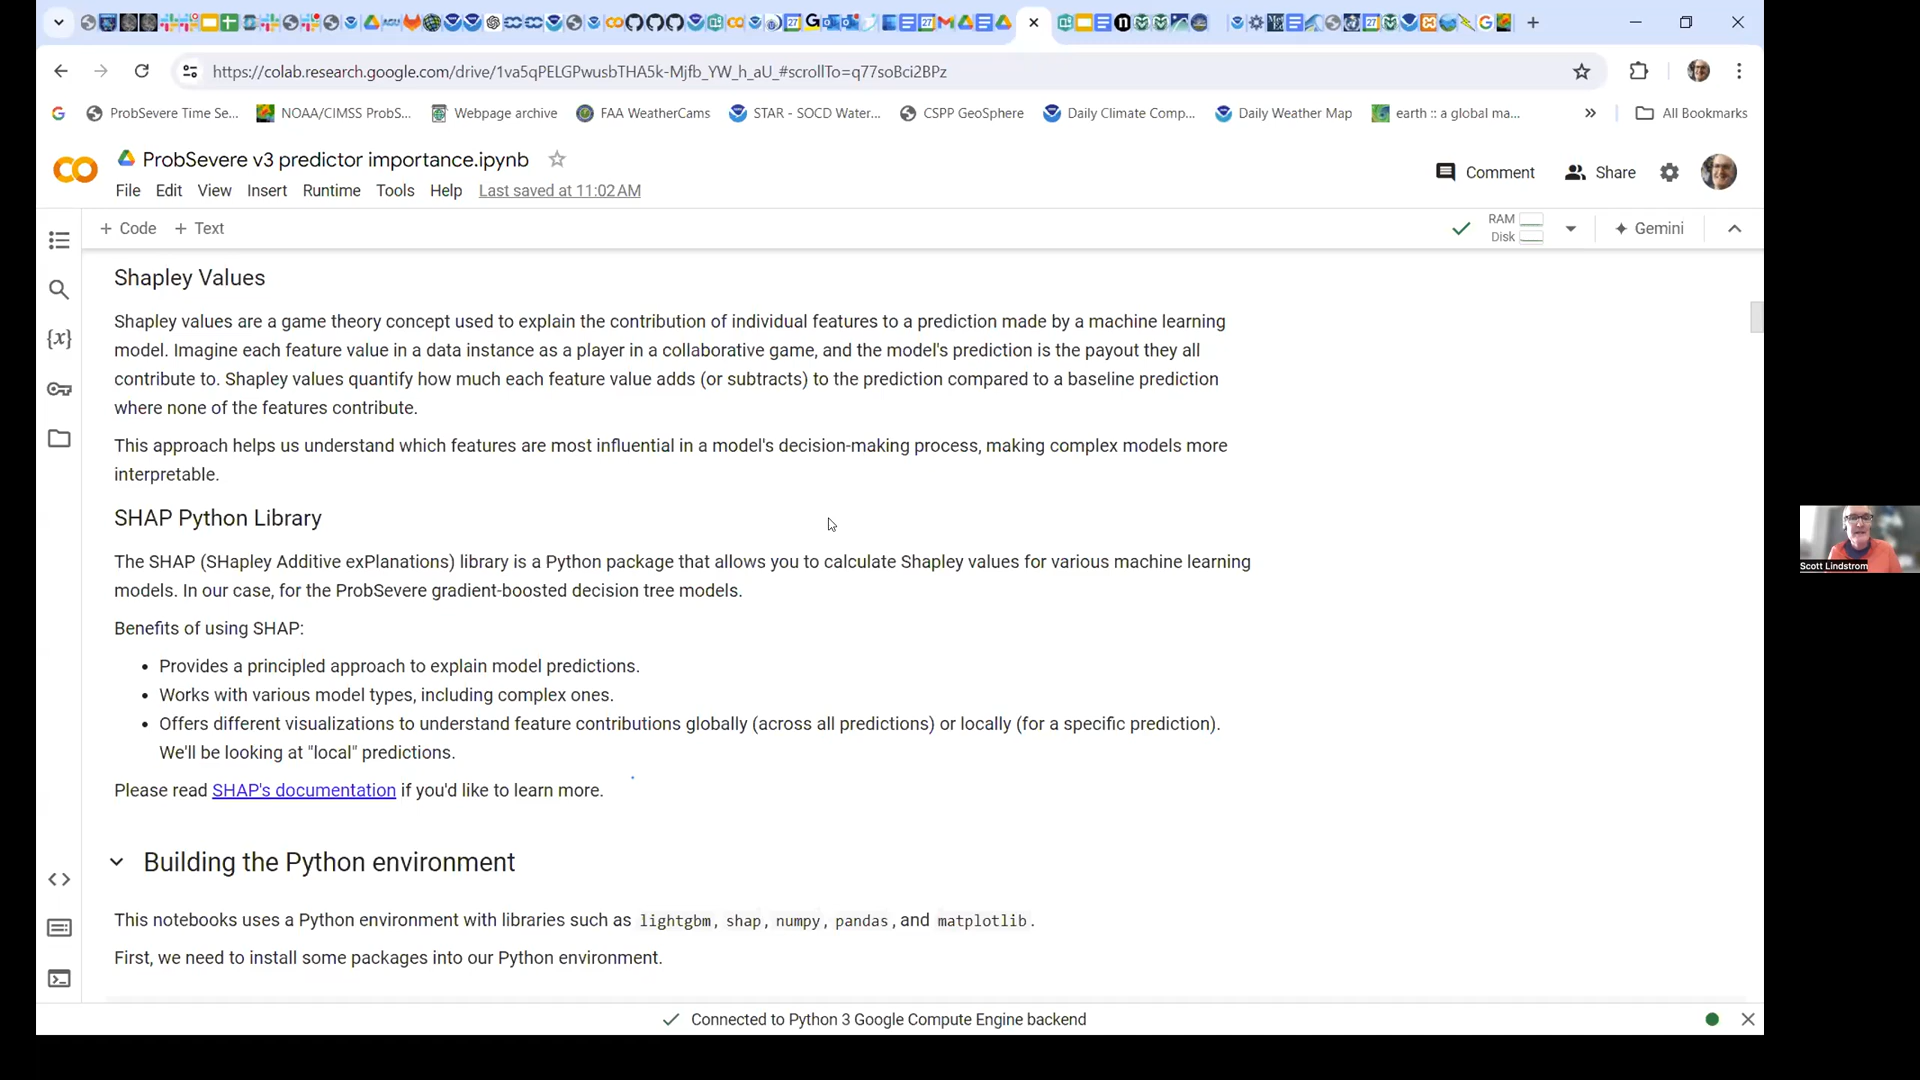 https://colab.research.google.com/drive/1va5qPELGPwusbTHA5k-Mjfb_YW_h_aU_#scrollTo=q77soBci2BPz
ProbSevere Time Se... NOAA/CIMSS ProbS... Webpage archive FAA WeatherCams STAR - SOCD Water... CSPP GeoSphere Daily Climate Comp... Daily Weather Map earth :: a global ma... » All Bookmarks
ProbSevere v3 predictor importance.ipynb
Comment Share
File Edit View Insert Runtime Tools Help Last saved at 11:02 AM
+ Code + Text
RAM
Disk
Gemini
Shapley Values
Shapley values are a game theory concept used to explain the contribution of individual features to a prediction made by a machine learning
model. Imagine each feature value in a data instance as a player in a collaborative game, and the model's prediction is the payout they all
contribute to. Shapley values quantify how much each feature value adds (or subtracts) to the prediction compared to a baseline prediction
where none of the features contribute.
This approach helps us understand which features are most influential in a model's decision-making process, making complex models more
interpretable.
SHAP Python Library
The SHAP (SHapley Additive exPlanations) library is a Python package that allows you to calculate Shapley values for various machine learning
models. In our case, for the ProbSevere gradient-boosted decision tree models.
Benefits of using SHAP:
• Provides a principled approach to explain model predictions.
• Works with various model types, including complex ones.
• Offers different visualizations to understand feature contributions globally (across all predictions) or locally (for a specific prediction).
We'll be looking at "local" predictions.
Please read SHAP's documentation if you'd like to learn more.
Building the Python environment
This notebooks uses a Python environment with libraries such as lightgbm, shap, numpy, pandas, and matplotlib.
First, we need to install some packages into our Python environment.
Connected to Python 3 Google Compute Engine backend
Scott Lindstrom